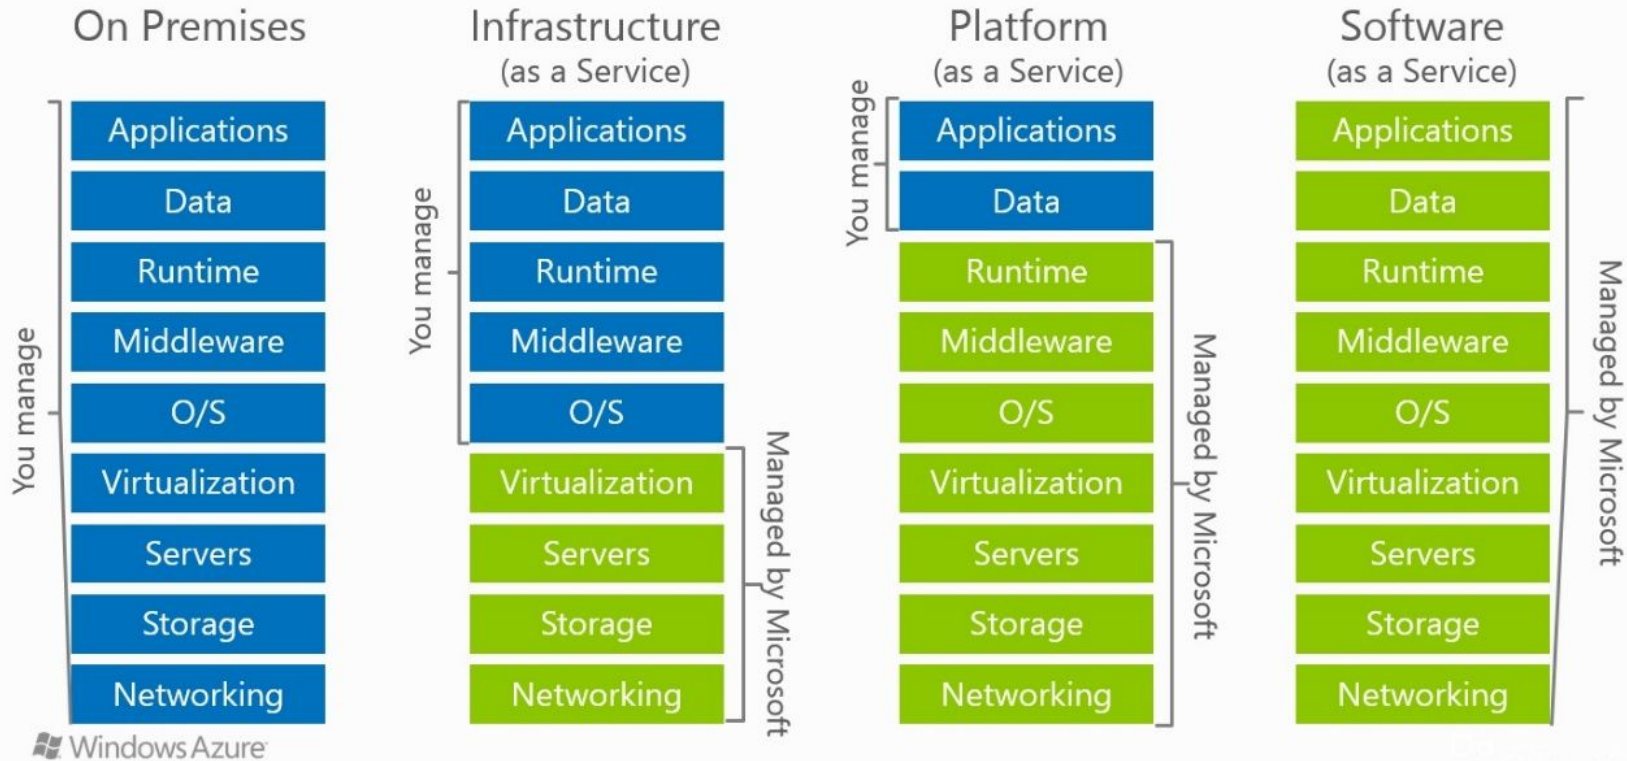 On Premises
Applications
Data
Runtime
Middleware
O/S
Virtualization
Servers
Storage
Networking
You manage
Infrastructure
(as a Service)
Applications
Data
Runtime
Middleware
O/S
Virtualization
Servers
Storage
Networking
You manage
Managed by Microsoft
Platform
(as a Service)
Applications
Data
Runtime
Middleware
O/S
Virtualization
Servers
Storage
Networking
You manage
Managed by Microsoft
Software
(as a Service)
Applications
Data
Runtime
Middleware
O/S
Virtualization
Servers
Storage
Networking
Managed by Microsoft
Windows Azure